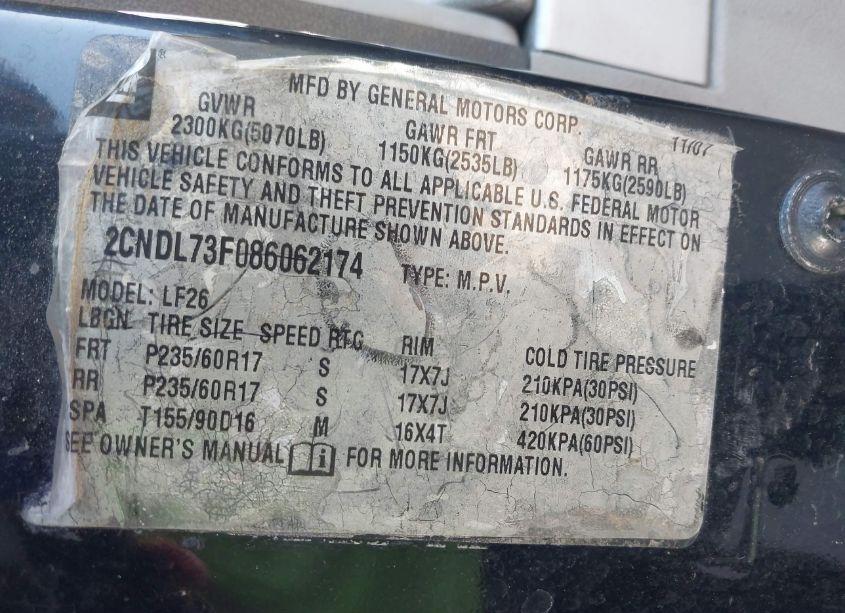 MFD BY GENERAL MOTORS CORP. 11/07
GVWR GAWR FRT GAWR RR
2300KG(5070LB) 1150KG(2535LB) 1175KG(2590LB)
THIS VEHICLE CONFORMS TO ALL APPLICABLE U.S. FEDERAL MOTOR
VEHICLE SAFETY AND THEFT PREVENTION STANDARDS IN EFFECT ON
THE DATE OF MANUFACTURE SHOWN ABOVE.
2CNDL73F086062174 TYPE: M.P.V.
MODEL: LF26
LBGN TIRE SIZE SPEED RTG RIM COLD TIRE PRESSURE
FRT P235/60R17 S 17X7J 210KPA(30PSI)
RR P235/60R17 S 17X7J 210KPA(30PSI)
SPA T155/90D16 M 16X4T 420KPA(60PSI)
SEE OWNER'S MANUAL i FOR MORE INFORMATION.